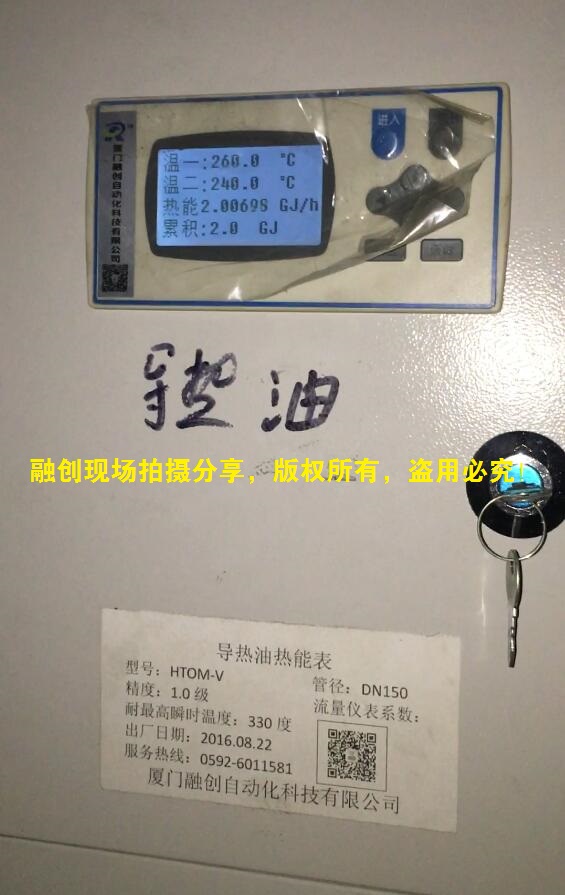 厦门融创自动化科技有限公司
温一:260.0 ℃
温二:240.0 ℃
热能2.00698 GJ/h
累积:2.0 GJ
进入
油
融创现场拍摄分享，版权所有，盗用必究！
导热油热能表
型号：HTOM-V
管径：DN150
精度：1.0 级
流量仪表系数：
耐最高瞬时温度：330 度
出厂日期：2016.08.22
服务热线：0592-6011581
厦门融创自动化科技有限公司